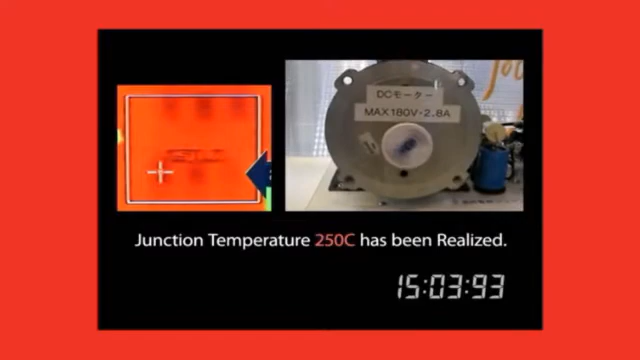 DCモーター
MAX180V-2.8A
Junction Temperature 250C has been Realized.
15:03:93